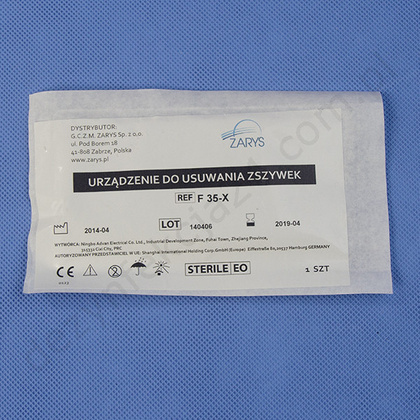 DYSTRYBUTOR:
G.C.Z.M. ZARYS Sp. z o.o.
ul. Pod Borem 18
41-808 Zabrze, Polska
www.zarys.pl
ZARYS
URZĄDZENIE DO USUWANIA ZSZYWEK
REF F 35-X
2014-04
LOT 140406
2019-04
WYTWÓRCA: Ningbo Advan Electrical Co. Ltd., Industrial Development Zone, Fuhai Town, Zhejiang Province,
315332 Cixi City, PRC
AUTORYZOWANY PRZEDSTAWICIEL W UE: Shanghai International Holding Corp.GmbH (Europe) Eiffestraße 80,20537 Hamburg GERMANY
CE
STERILE EO
1 SZT